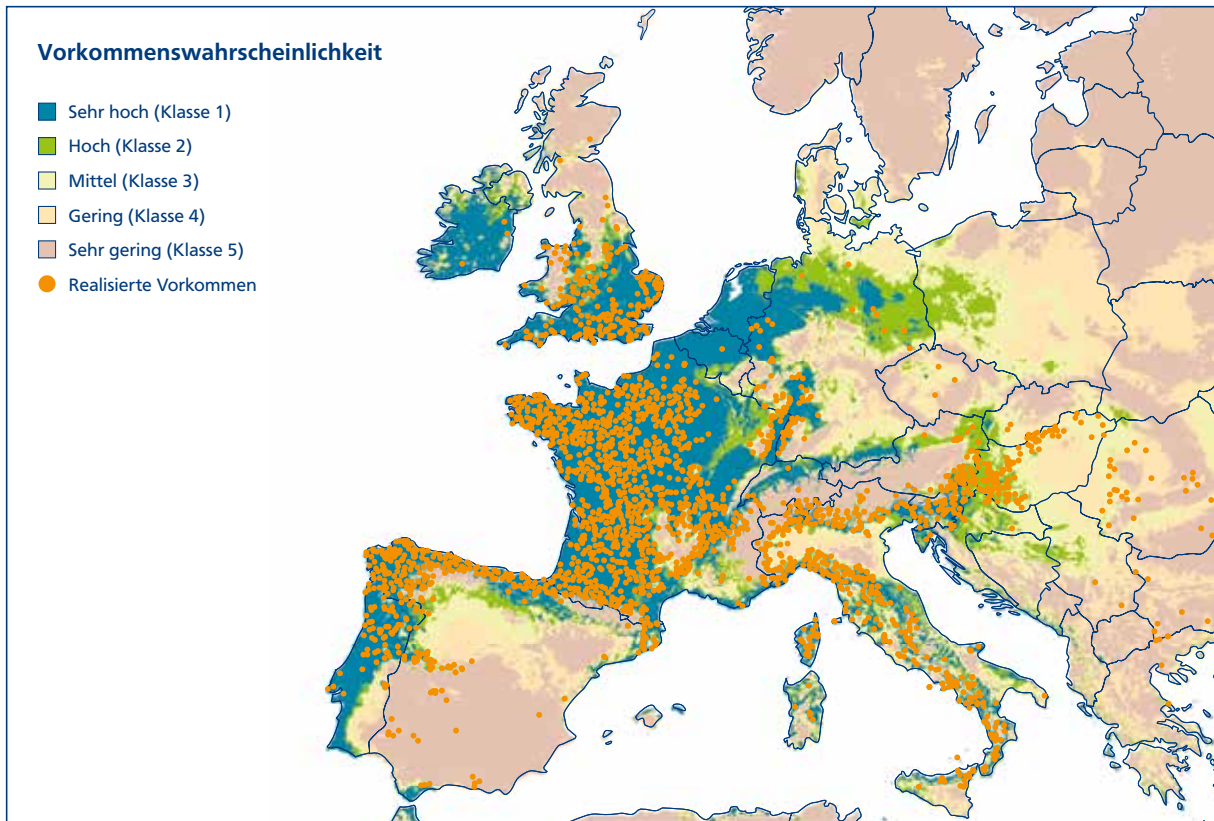 Vorkommenswahrscheinlichkeit
Sehr hoch (Klasse 1)
Hoch (Klasse 2)
Mittel (Klasse 3)
Gering (Klasse 4)
Sehr gering (Klasse 5)
Realisierte Vorkommen